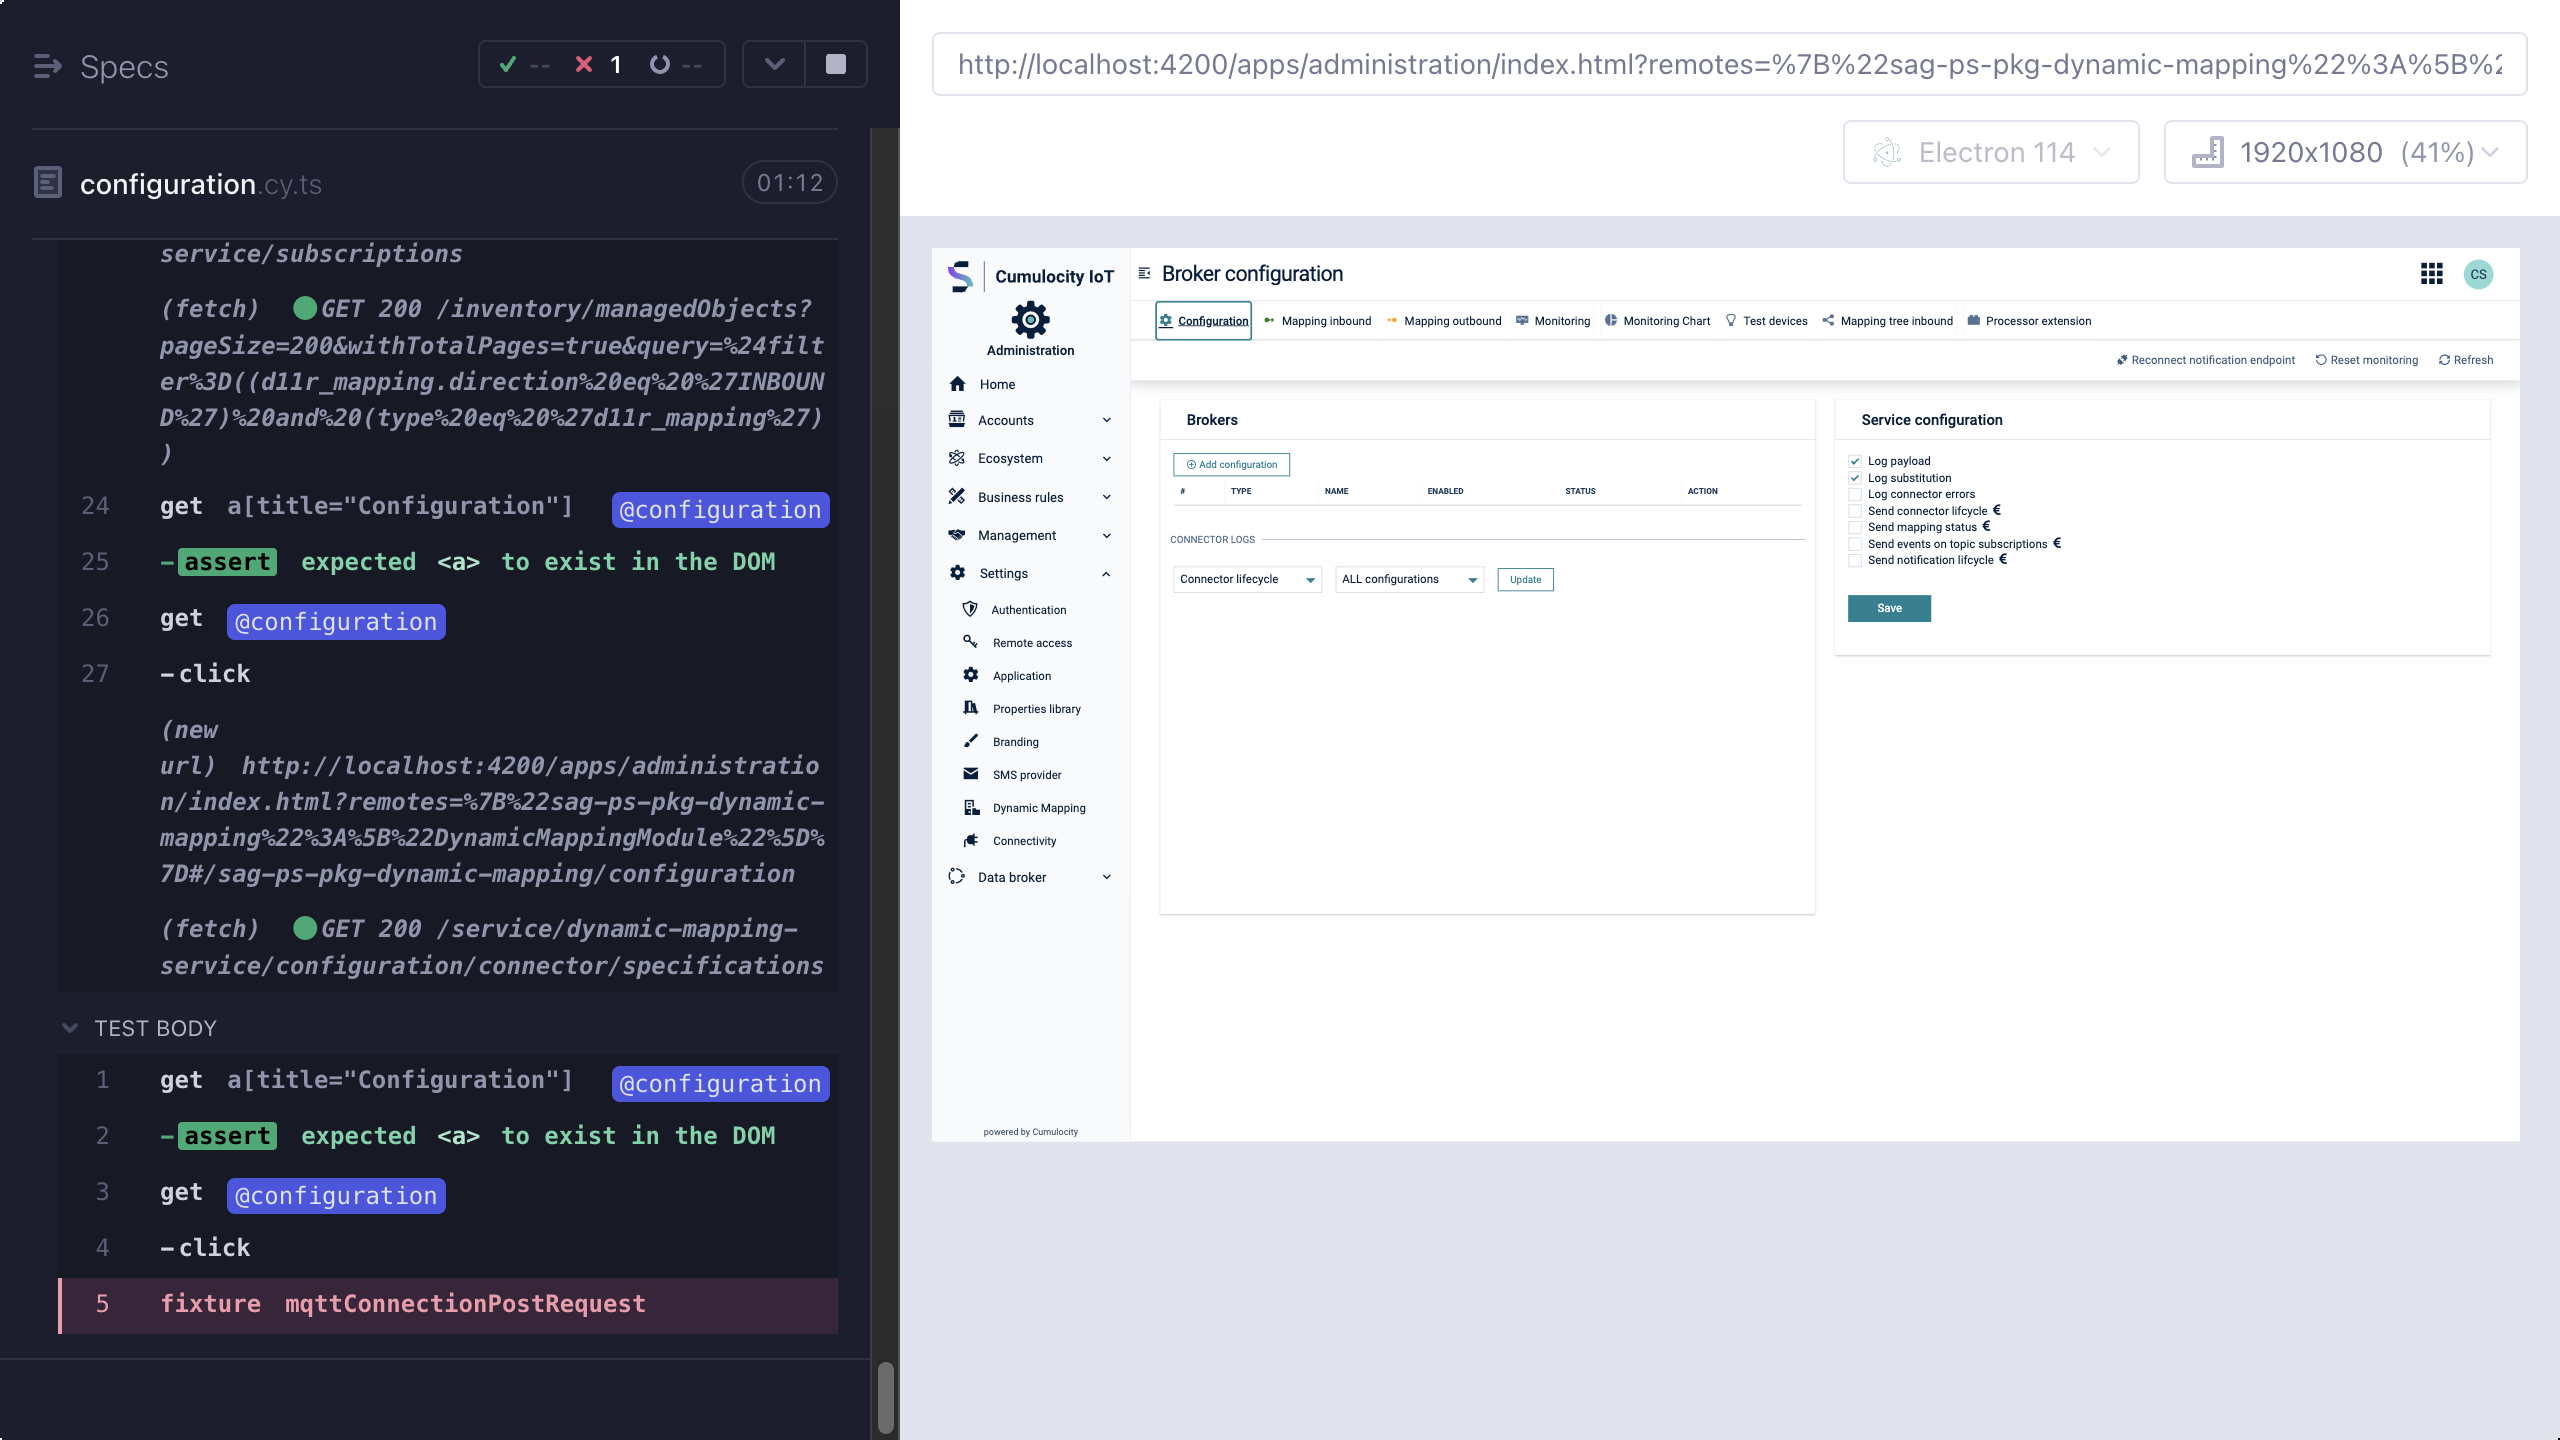 Specs
-- 1 --
configuration.cy.ts
01:12
service/subscriptions
(fetch) GET 200 /inventory/managedObjects?
pageSize=200&withTotalPages=true&query=%24filt
er%3D((d11r_mapping.direction%20eq%20%27INBOUN
D%27)%20and%20(type%20eq%20%27d11r_mapping%27)
)
24 get a[title="Configuration"] @configuration
25 -assert expected <a> to exist in the DOM
26 get @configuration
27 -click
(new
url) http://localhost:4200/apps/administratio
n/index.html?remotes=%7B%22sag-ps-pkg-dynamic-
mapping%22%3A%5B%22DynamicMappingModule%22%5D%
7D#/sag-ps-pkg-dynamic-mapping/configuration
(fetch) GET 200 /service/dynamic-mapping-
service/configuration/connector/specifications
TEST BODY
1 get a[title="Configuration"] @configuration
2 -assert expected <a> to exist in the DOM
3 get @configuration
4 -click
5 fixture mqttConnectionPostRequest
http://localhost:4200/apps/administration/index.html?remotes=%7B%22sag-ps-pkg-dynamic-mapping%22%3A%5B%2
Electron 114
1920x1080 (41%)
Cumulocity IoT
Administration
Home
Accounts
Ecosystem
Business rules
Management
Settings
Authentication
Remote access
Application
Properties library
Branding
SMS provider
Dynamic Mapping
Connectivity
Data broker
powered by Cumulocity
Broker configuration
CS
Configuration Mapping inbound Mapping outbound Monitoring Monitoring Chart Test devices Mapping tree inbound Processor extension
Reconnect notification endpoint Reset monitoring Refresh
Brokers
Add configuration
# TYPE NAME ENABLED STATUS ACTION
CONNECTOR LOGS
Connector lifecycle ALL configurations Update
Service configuration
Log payload
Log substitution
Log connector errors
Send connector lifcycle €
Send mapping status €
Send events on topic subscriptions €
Send notification lifcycle €
Save